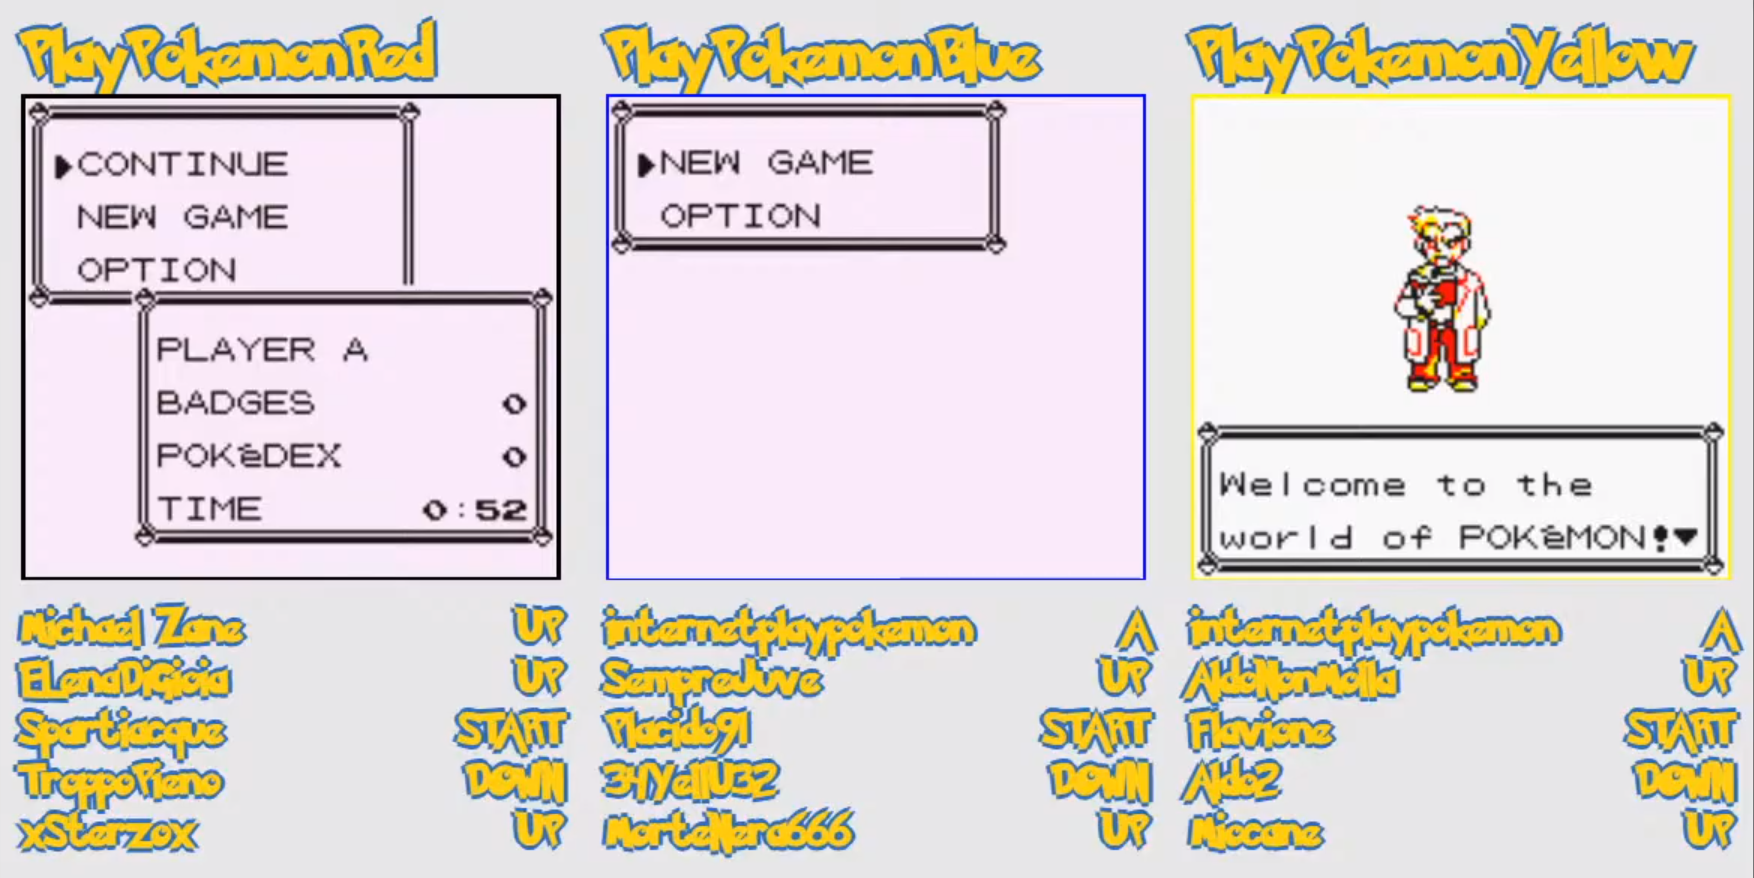 PlayPokemonRed
CONTINUE
NEW GAME
OPTION
PLAYER A
BADGES 0
POKéDEX 0
TIME 0:52
Michael Zane UP
ELenaDiGioia UP
Spartiacque START
TroppoPieno DOWN
xSterzox UP
PlayPokemonBlue
NEW GAME
OPTION
internetplaypokemon A
SempreJuve UP
Placido91 START
34YellU32 DOWN
MorteNera666 UP
PlayPokemonYellow
Welcome to the
world of POKéMON!
internetplaypokemon A
AldoNonMolla UP
Flavione START
Aldo2 DOWN
Miccane UP